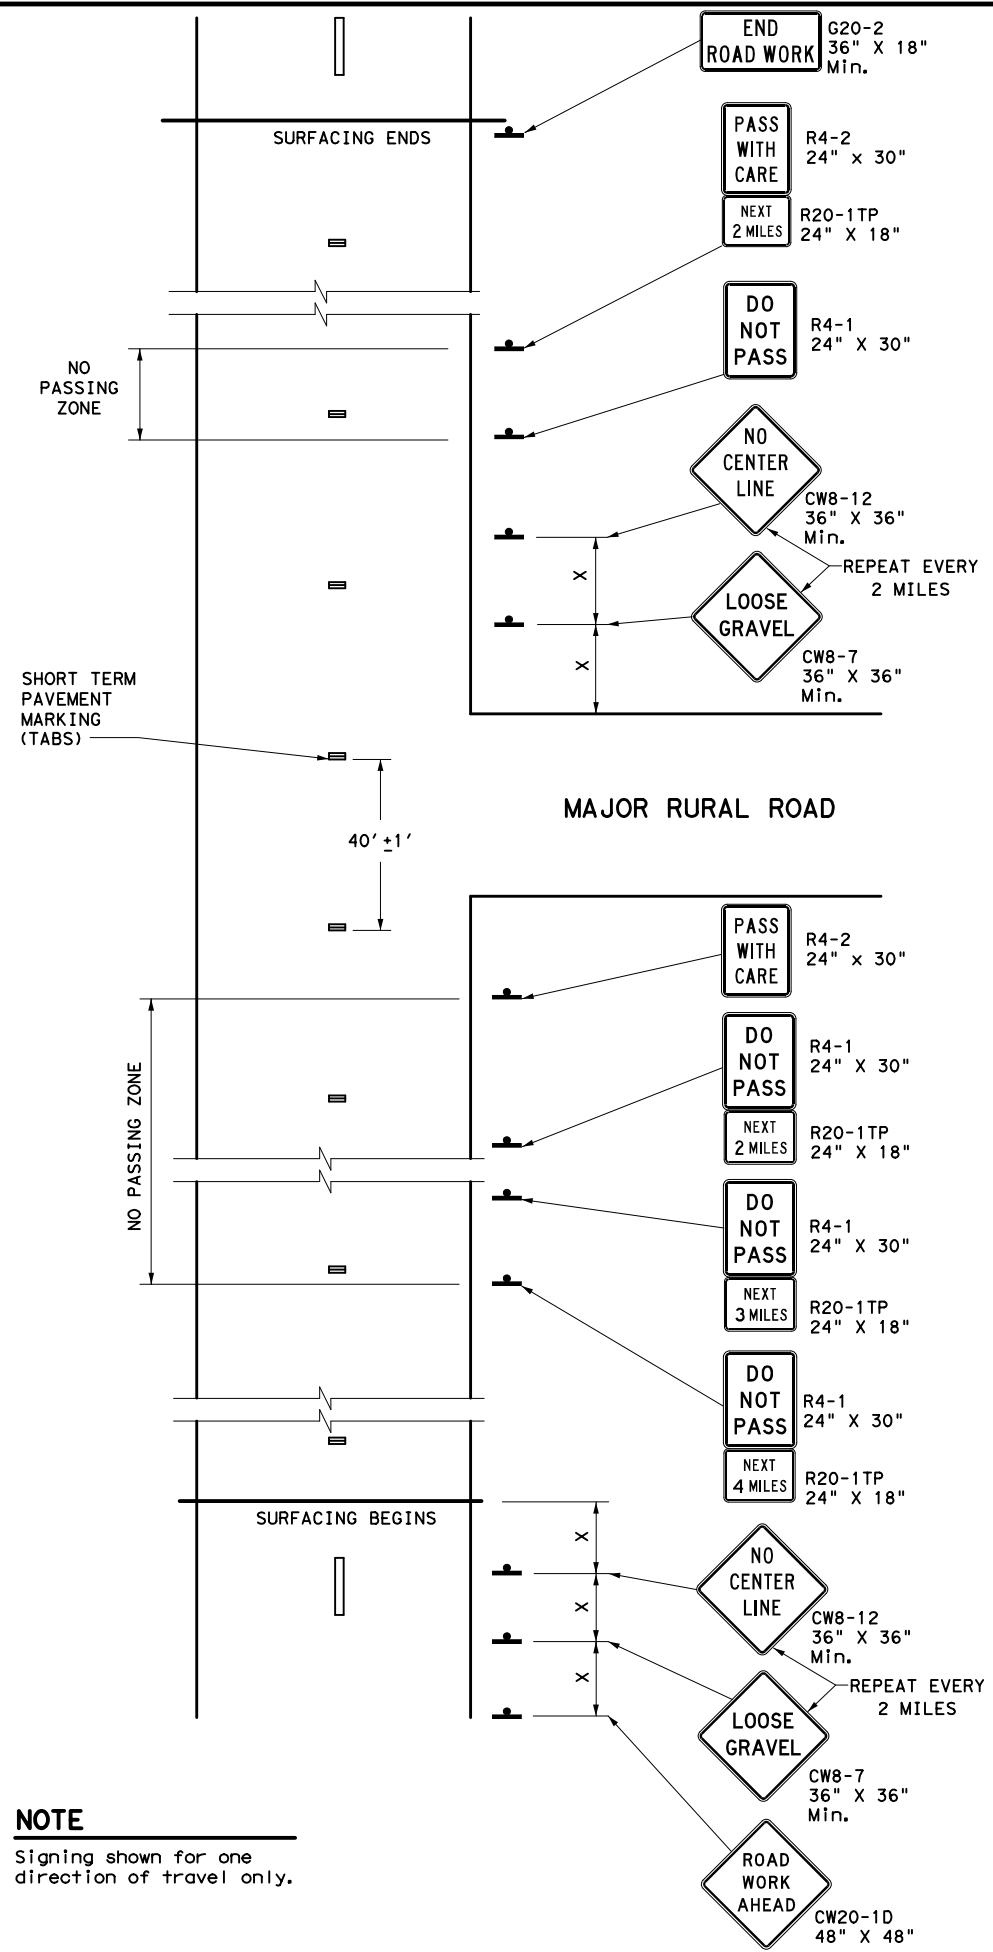 END
ROAD WORK
G20-2
36" X 18"
Min.
SURFACING ENDS
PASS
WITH
CARE
R4-2
24" x 30"
NEXT
2 MILES
R20-1TP
24" X 18"
DO
NOT
PASS
R4-1
24" X 30"
NO
PASSING
ZONE
NO
CENTER
LINE
CW8-12
36" X 36"
Min.
X
REPEAT EVERY
2 MILES
LOOSE
GRAVEL
X
CW8-7
36" X 36"
Min.
SHORT TERM
PAVEMENT
MARKING
(TABS)
MAJOR RURAL ROAD
40' ±1'
PASS
WITH
CARE
R4-2
24" x 30"
DO
NOT
PASS
R4-1
24" X 30"
NO PASSING ZONE
NEXT
2 MILES
R20-1TP
24" X 18"
DO
NOT
PASS
R4-1
24" X 30"
NEXT
3 MILES
R20-1TP
24" X 18"
DO
NOT
PASS
R4-1
24" X 30"
NEXT
4 MILES
R20-1TP
24" X 18"
SURFACING BEGINS
X
NO
CENTER
LINE
X
CW8-12
36" X 36"
Min.
X
REPEAT EVERY
2 MILES
LOOSE
GRAVEL
CW8-7
36" X 36"
Min.
NOTE
Signing shown for one
direction of travel only.
ROAD
WORK
AHEAD
CW20-1D
48" X 48"